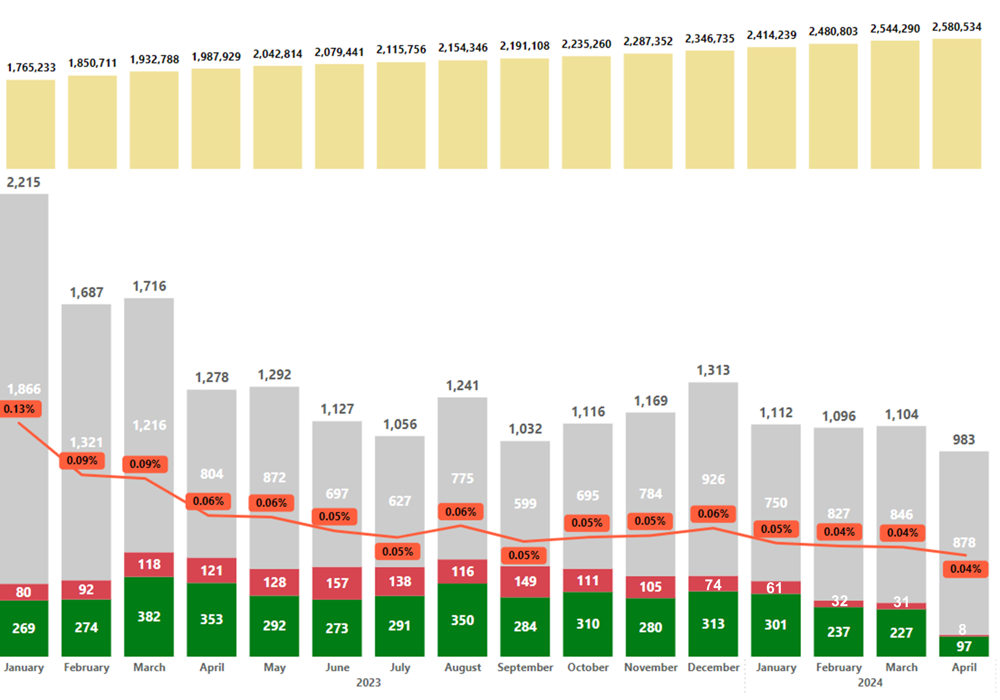 1,765,233 1,850,711 1,932,788 1,987,929 2,042,814 2,079,441 2,115,756 2,154,346 2,191,108 2,235,260 2,287,352 2,346,735 2,414,239 2,480,803 2,544,290 2,580,534
2,215 1,687 1,716 1,278 1,292 1,127 1,056 1,241 1,032 1,116 1,169 1,313 1,112 1,096 1,104 983
1,866 1,321 1,216 804 872 697 627 775 599 695 784 926 750 827 846 878
0.13% 0.09% 0.09% 0.06% 0.06% 0.05% 0.05% 0.06% 0.05% 0.05% 0.05% 0.06% 0.05% 0.04% 0.04% 0.04%
80 92 118 121 128 157 138 116 149 111 105 74 61 32 31 8
269 274 382 353 292 273 291 350 284 310 280 313 301 237 227 97
January February March April May June July August September October November December January February March April
2023 2024